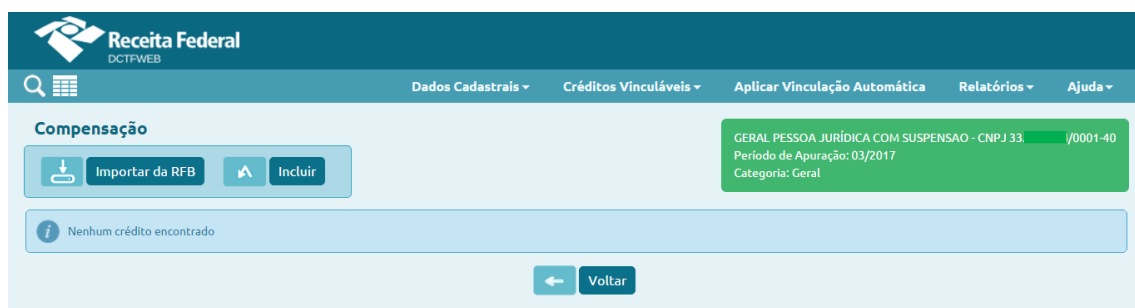 Receita Federal
DCTFWEB
Dados Cadastrais Créditos Vinculáveis Aplicar Vinculação Automática Relatórios Ajuda
Compensação
GERAL PESSOA JURÍDICA COM SUSPENSAO - CNPJ 33. /0001-40
Período de Apuração: 03/2017
Categoria: Geral
Importar da RFB Incluir
i Nenhum crédito encontrado
Voltar